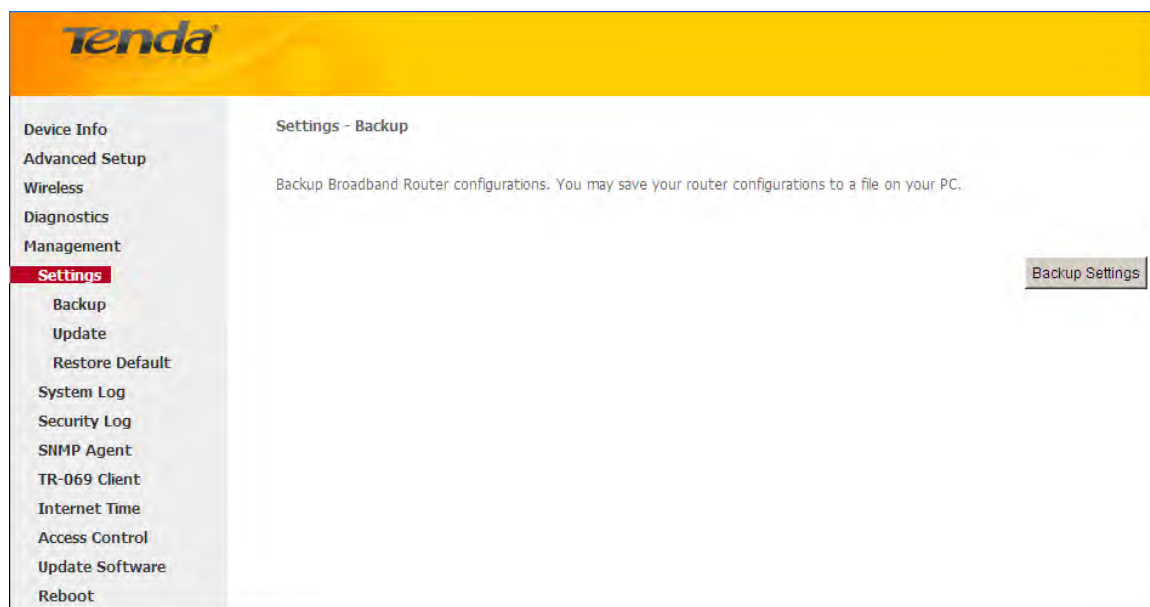 Tenda
Device Info
Advanced Setup
Wireless
Diagnostics
Management
Settings
Backup
Update
Restore Default
System Log
Security Log
SNMP Agent
TR-069 Client
Internet Time
Access Control
Update Software
Reboot
Settings - Backup
Backup Broadband Router configurations. You may save your router configurations to a file on your PC.
Backup Settings